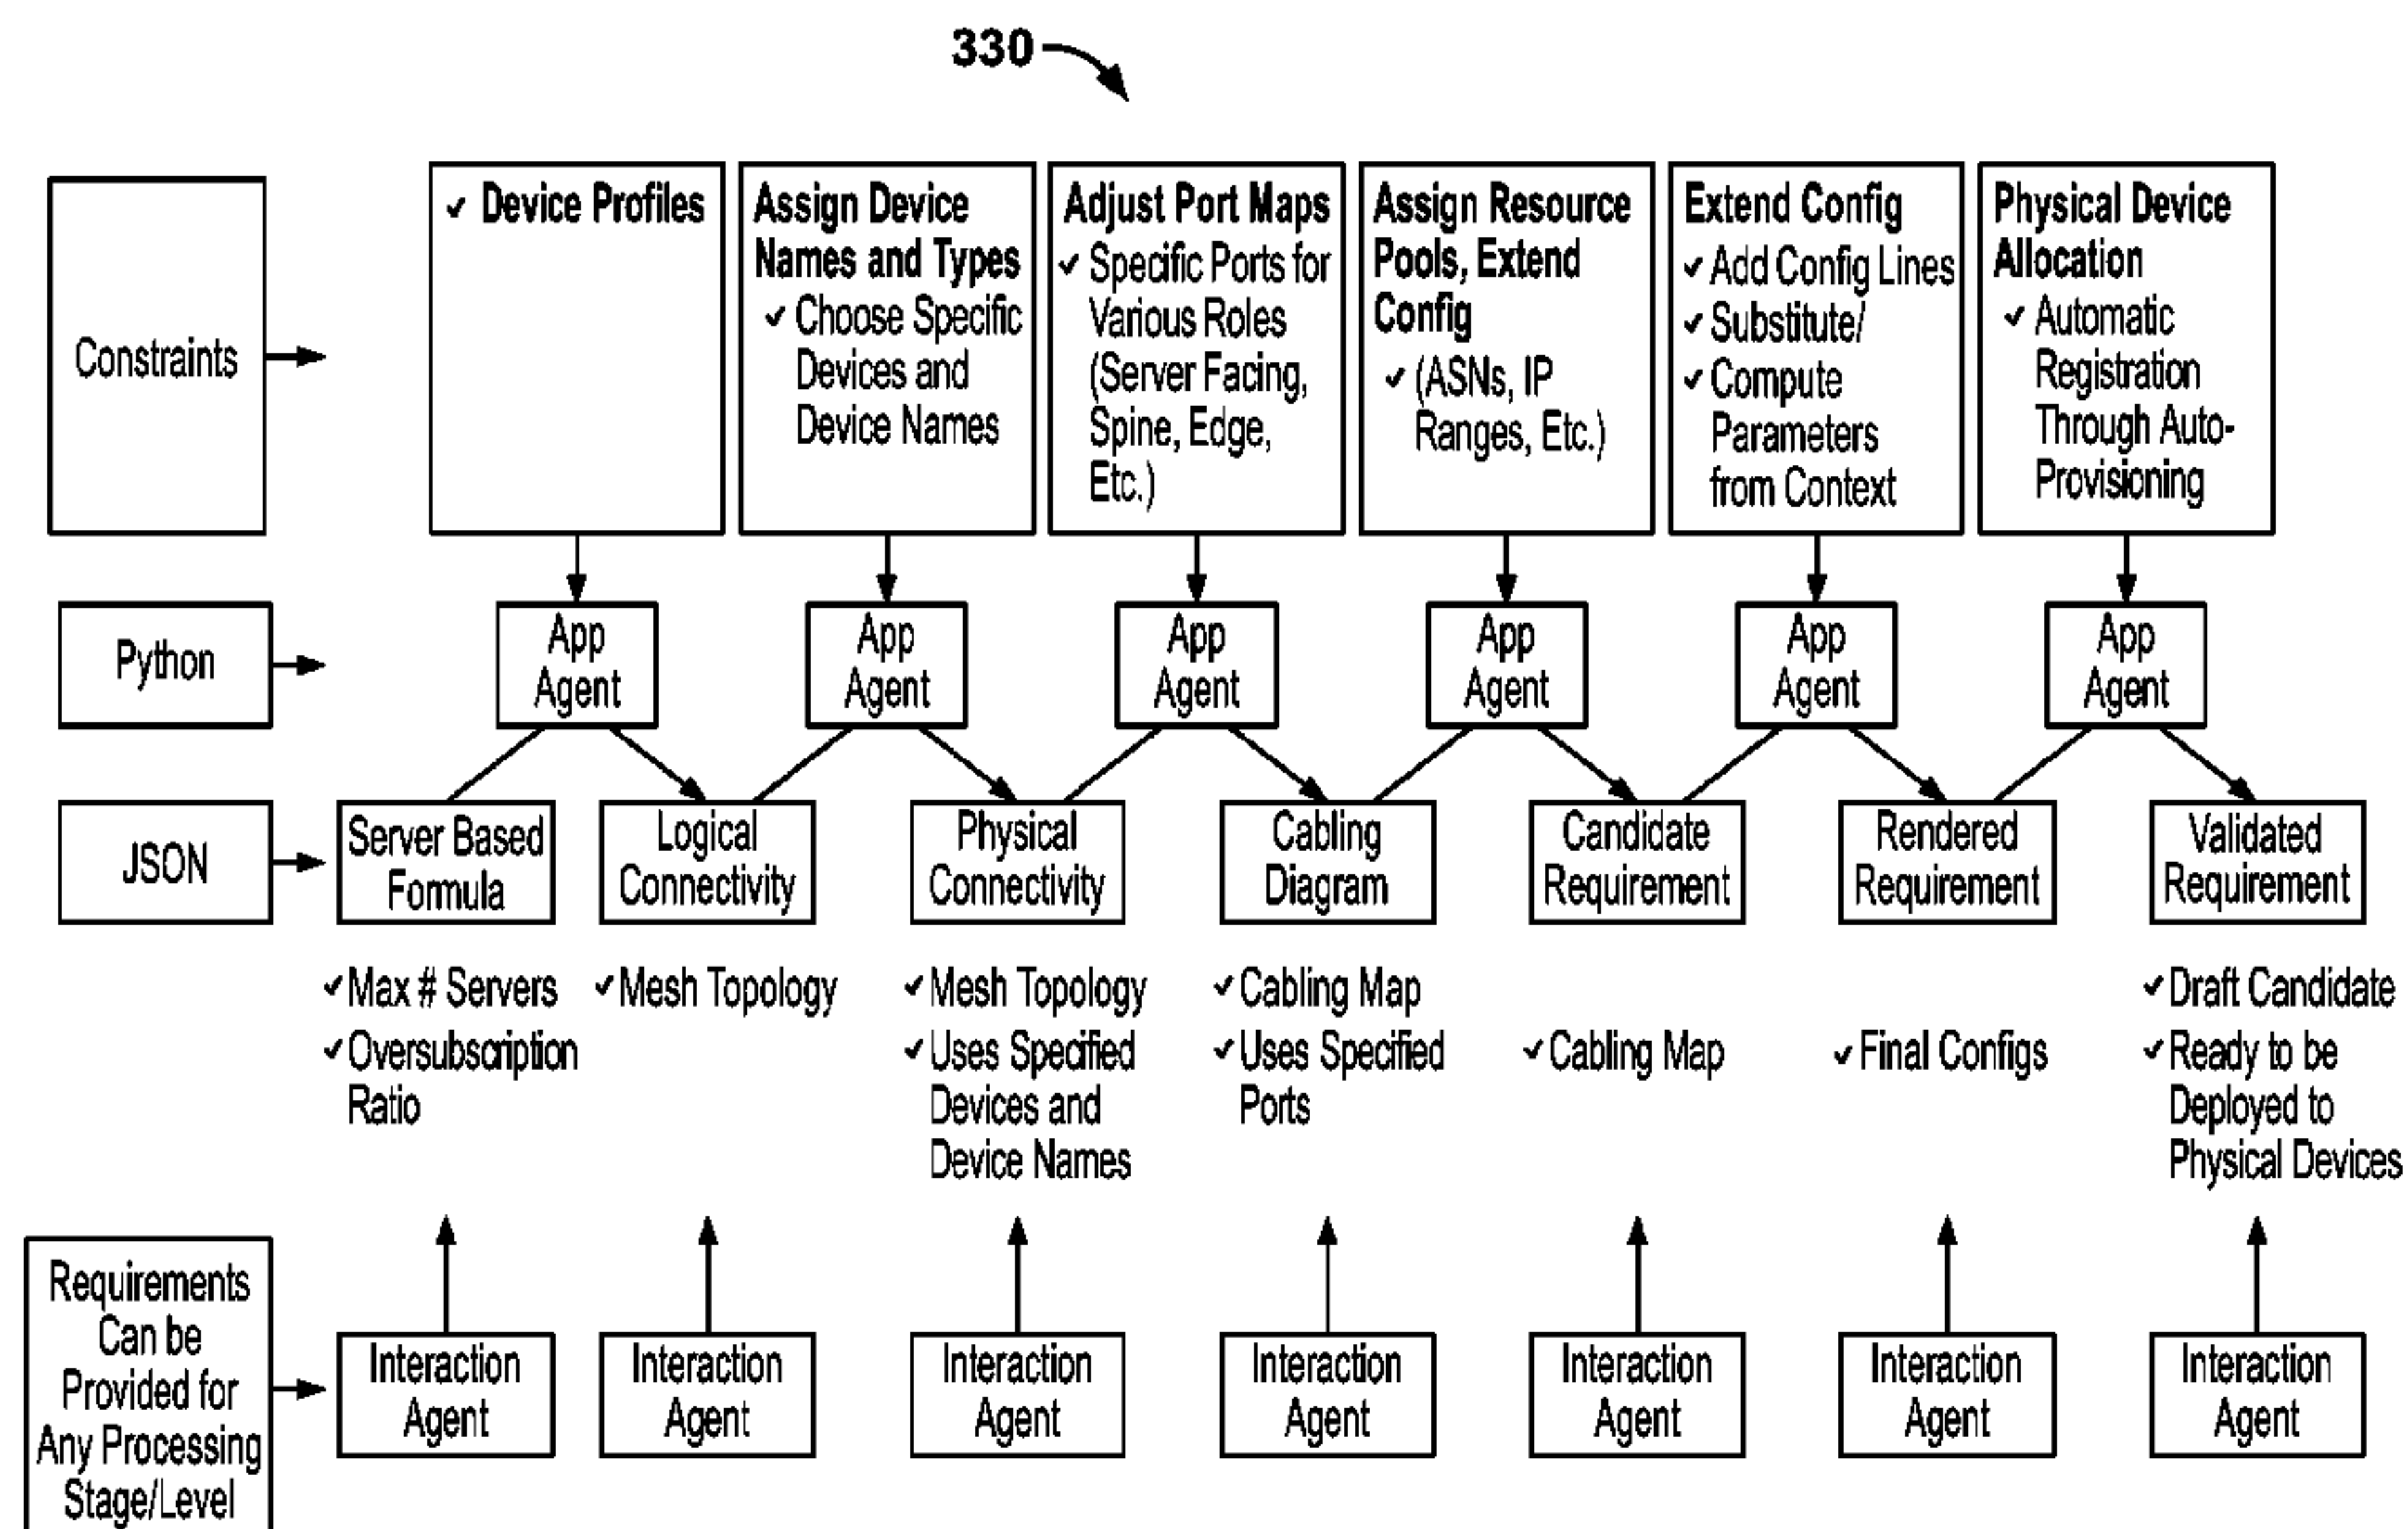 330
Constraints
✓ Device Profiles
Assign Device
Names and Types
✓ Choose Specific
Devices and
Device Names
Adjust Port Maps
✓ Specific Ports for
Various Roles
(Server Facing,
Spine, Edge,
Etc.)
Assign Resource
Pools, Extend
Config
✓ (ASNs, IP
Ranges, Etc.)
Extend Config
✓ Add Config Lines
✓ Substitute/
✓ Compute
Parameters
from Context
Physical Device
Allocation
✓ Automatic
Registration
Through Auto-
Provisioning
Python
App
Agent
App
Agent
App
Agent
App
Agent
App
Agent
App
Agent
JSON
Server Based
Formula
Logical
Connectivity
Physical
Connectivity
Cabling
Diagram
Candidate
Requirement
Rendered
Requirement
Validated
Requirement
✓ Max # Servers
✓ Oversubscription
Ratio
✓ Mesh Topology
✓ Mesh Topology
✓ Uses Specified
Devices and
Device Names
✓ Cabling Map
✓ Uses Specified
Ports
✓ Cabling Map
✓ Final Configs
✓ Draft Candidate
✓ Ready to be
Deployed to
Physical Devices
Requirements
Can be
Provided for
Any Processing
Stage/Level
Interaction
Agent
Interaction
Agent
Interaction
Agent
Interaction
Agent
Interaction
Agent
Interaction
Agent
Interaction
Agent